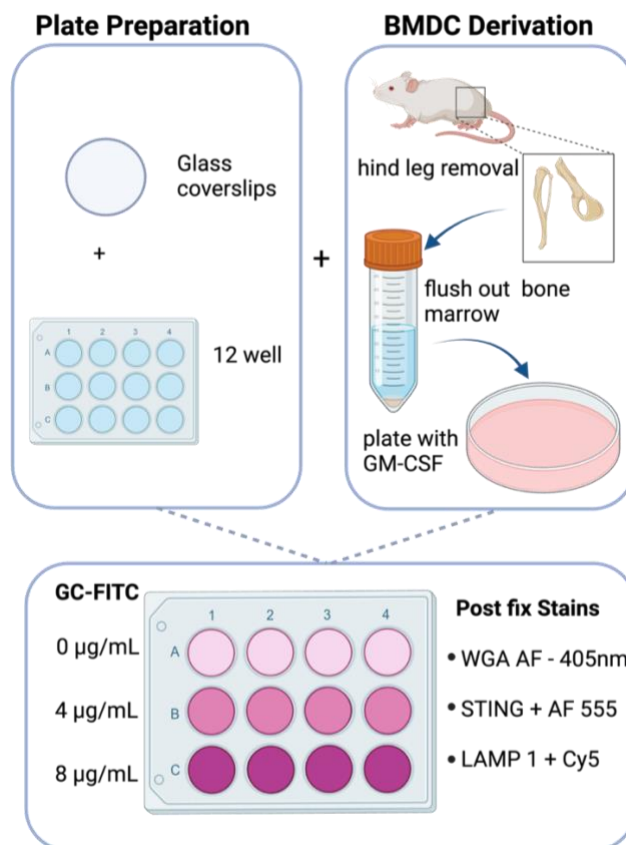 Plate Preparation
Glass
coverslips
+
1 2 3 4
A
B
C
12 well
+
BMDC Derivation
hind leg removal
flush out bone
marrow
plate with
GM-CSF
GC-FITC
0 µg/mL
4 µg/mL
8 µg/mL
1 2 3 4
A
B
C
Post fix Stains
• WGA AF - 405nm
• STING + AF 555
• LAMP 1 + Cy5